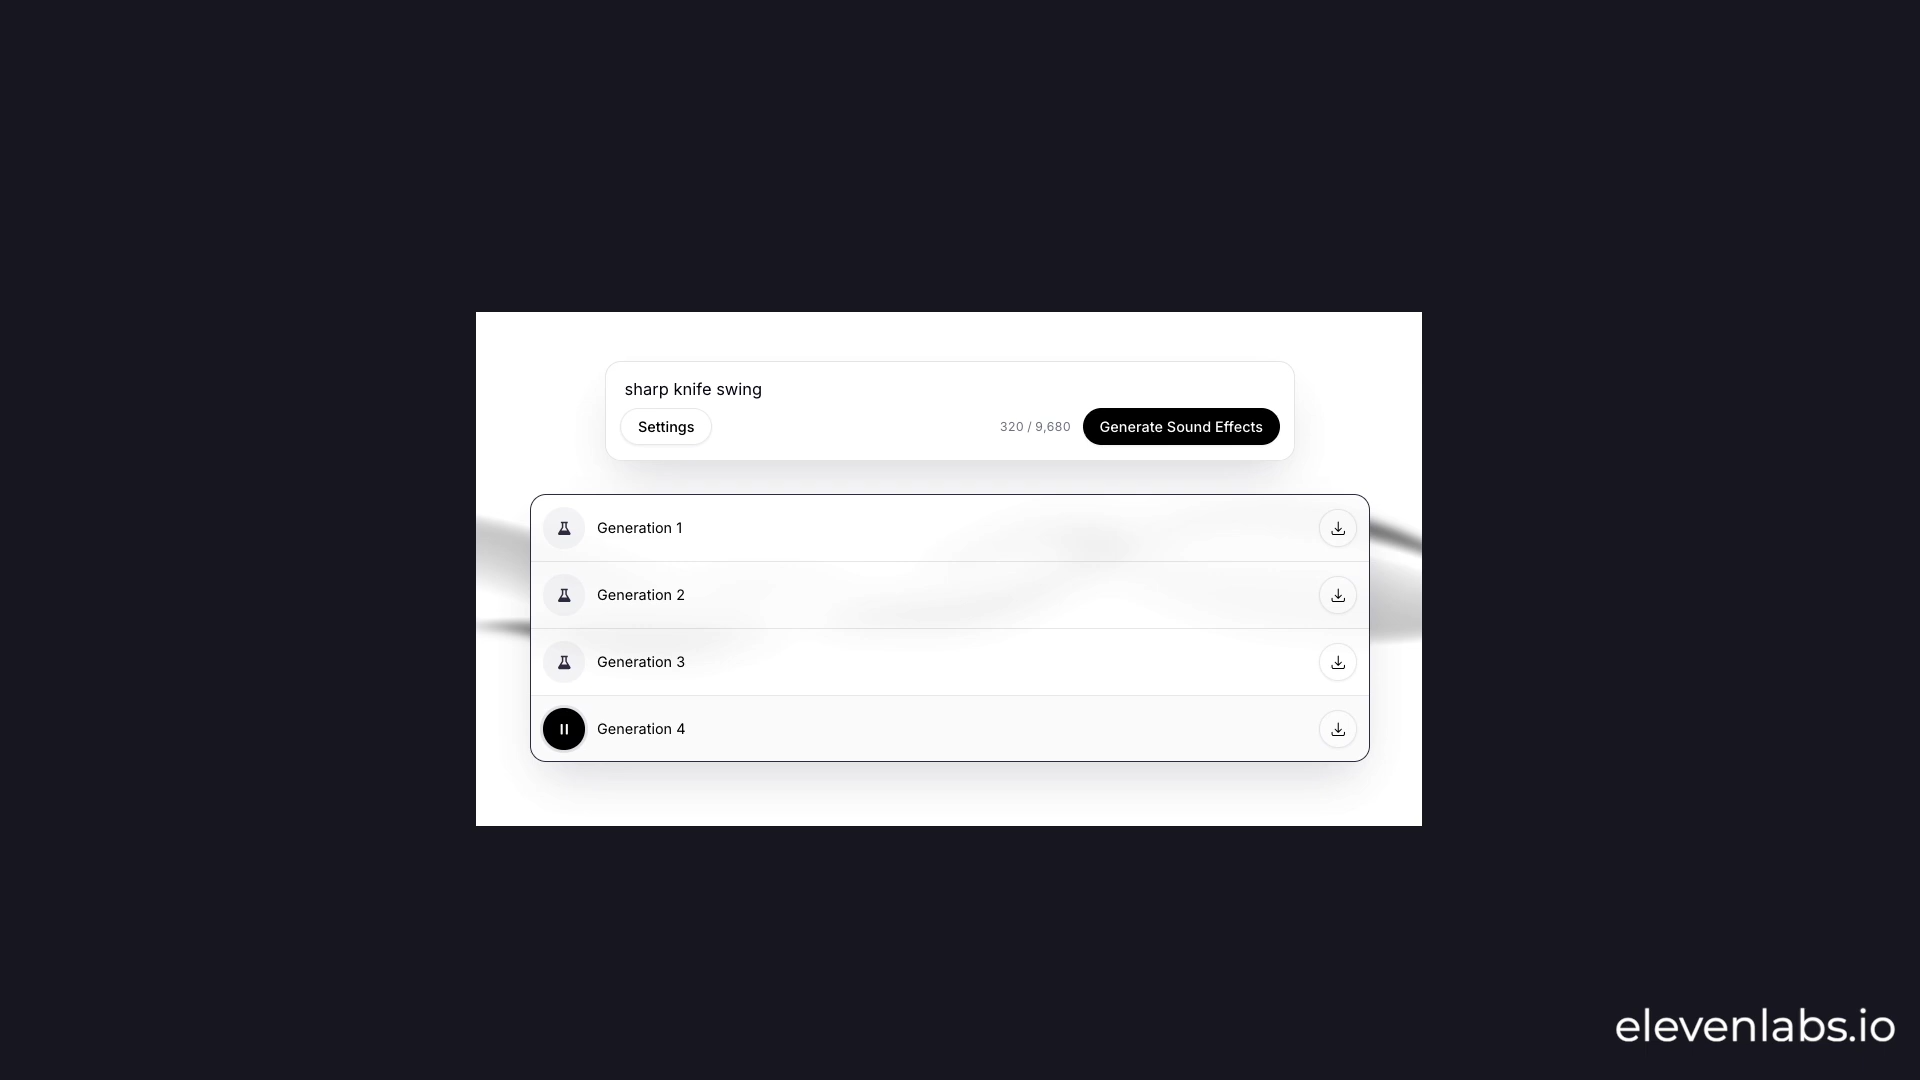 sharp knife swing
Settings
320 / 9,680
Generate Sound Effects
Generation 1
Generation 2
Generation 3
Generation 4
elevenlabs.io